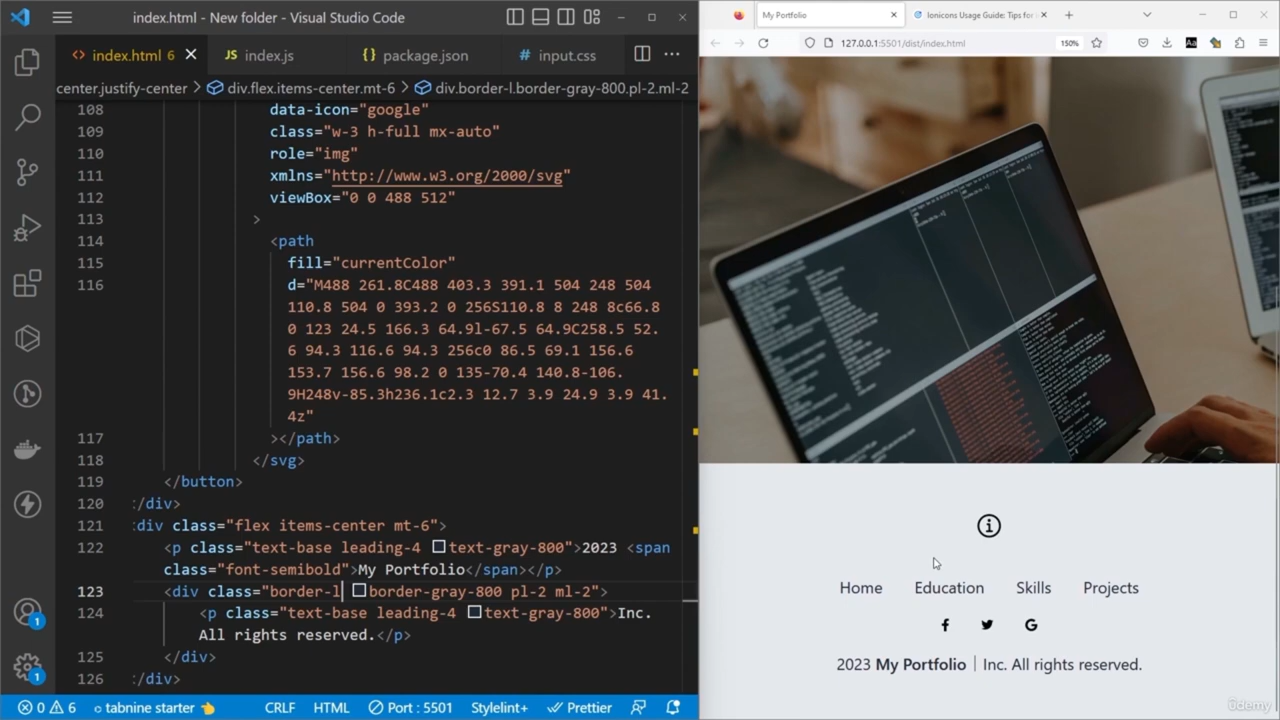 index.html - New folder - Visual Studio Code
index.html 6
JS index.js
package.json
# input.css
center.justify-center > div.flex.items-center.mt-6 > div.border-l.border-gray-800.pl-2.ml-2
108 data-icon="google"
109 class="w-3 h-full mx-auto"
110 role="img"
111 xmlns="http://www.w3.org/2000/svg"
112 viewBox="0 0 488 512"
113 >
114 <path
115 fill="currentColor"
116 d="M488 261.8C488 403.3 391.1 504 248 504
110.8 504 0 393.2 0 256S110.8 8 248 8c66.8
0 123 24.5 166.3 64.9l-67.5 64.9C258.5 52.
6 94.3 116.6 94.3 256c0 86.5 69.1 156.6
153.7 156.6 98.2 0 135-70.4 140.8-106.
9H248v-85.3h236.1c2.3 12.7 3.9 24.9 3.9 41.
4z"
117 ></path>
118 </svg>
119 </button>
120 :/div>
121 :div class="flex items-center mt-6">
122 <p class="text-base leading-4 text-gray-800">2023 <span
class="font-semibold">My Portfolio</span></p>
123 <div class="border-l border-gray-800 pl-2 ml-2">
124 <p class="text-base leading-4 text-gray-800">Inc.
All rights reserved.</p>
125 </div>
126 :/div>
1
1
0 6 tabnine starter CRLF HTML Port : 5501 Stylelint+ Prettier
My Portfolio
Ionicons Usage Guide: Tips for
127.0.0.1:5501/dist/index.html
150%
Aa
Home Education Skills Projects
2023 My Portfolio | Inc. All rights reserved.
ûdemy